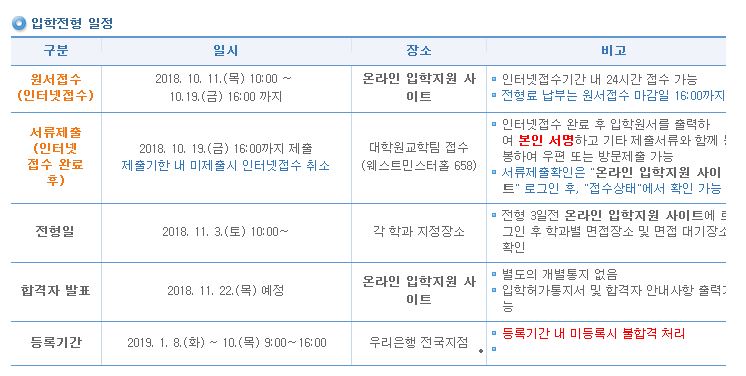 입학전형 일정
구분 일시 장소 비고
원서접수
(인터넷접수)
2018. 10. 11.(목) 10:00 ~
10.19.(금) 16:00 까지
온라인 입학지원 사
이트
인터넷접수기간 내 24시간 접수 가능
전형료 납부는 원서접수 마감일 16:00까지
서류제출
(인터넷
접수 완료
후)
2018. 10. 19.(금) 16:00까지 제출
제출기한 내 미제출시 인터넷접수 취소
대학원교학팀 접수
(웨스트민스터홀 658)
인터넷접수 완료 후 입학원서를 출력하
여 본인 서명하고 기타 제출서류와 함께
봉하여 우편 또는 방문제출 가능
서류제출확인은 "온라인 입학지원 사이
트" 로그인 후, "접수상태"에서 확인 가능
전형일
2018. 11. 3.(토) 10:00~
각 학과 지정장소
전형 3일전 온라인 입학지원 사이트에 로
그인 후 학과별 면접장소 및 면접 대기장소
확인
합격자 발표
2018. 11. 22.(목) 예정
온라인 입학지원 사
이트
별도의 개별통지 없음
입학허가통지서 및 합격자 안내사항 출력가
능
등록기간
2019. 1. 8.(화) ~ 10.(목) 9:00~16:00
우리은행 전국지점
등록기간 내 미등록시 불합격 처리